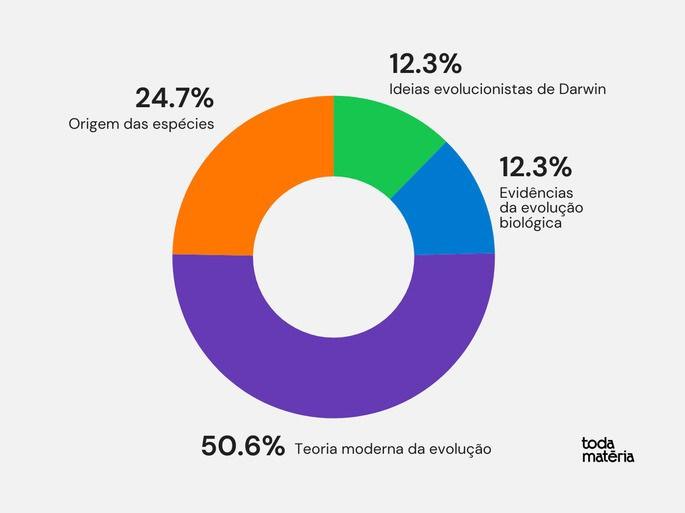 12.3%
Ideias evolucionistas de Darwin
24.7%
Origem das espécies
12.3%
Evidências
da evolução
biológica
50.6% Teoria moderna da evolução
toda
matéria